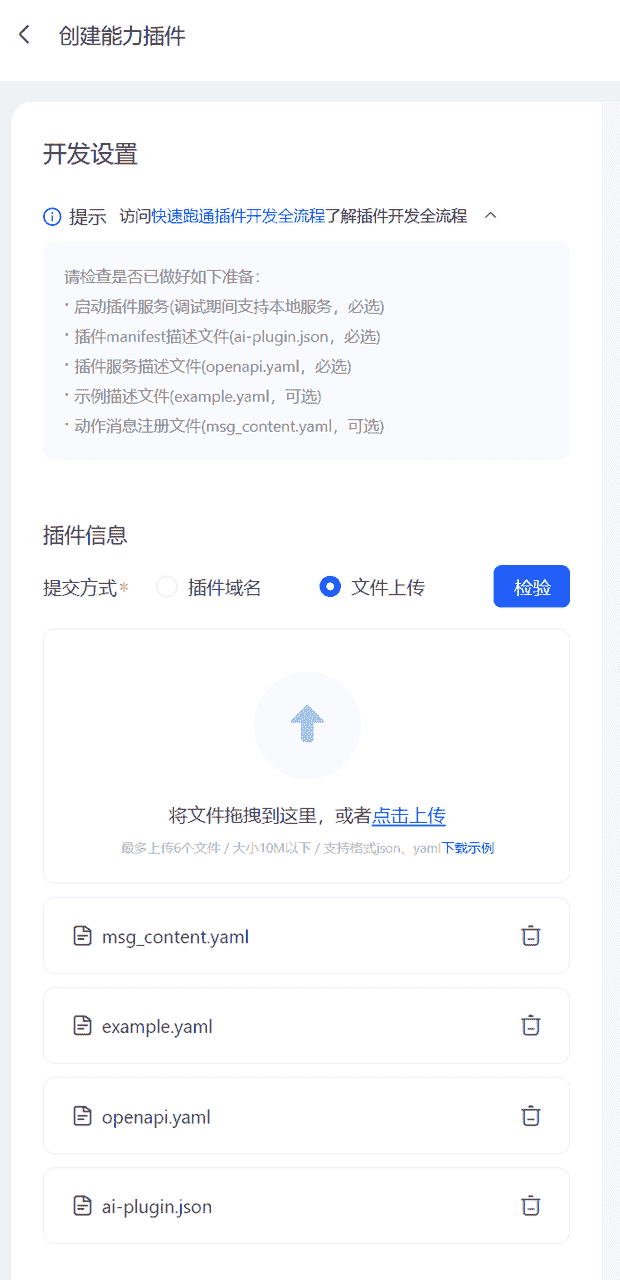 创建能力插件
开发设置
提示 访问快速跑通插件开发全流程了解插件开发全流程
请检查是否已做好如下准备：
· 启动插件服务(调试期间支持本地服务，必选)
· 插件manifest描述文件(ai-plugin.json，必选)
· 插件服务描述文件(openapi.yaml，必选)
· 示例描述文件(example.yaml，可选)
· 动作消息注册文件(msg_content.yaml，可选)
插件信息
提交方式* 插件域名 文件上传 检验
将文件拖拽到这里，或者点击上传
最多上传6个文件 / 大小10M以下 / 支持格式json、yaml下载示例
msg_content.yaml
example.yaml
openapi.yaml
ai-plugin.json